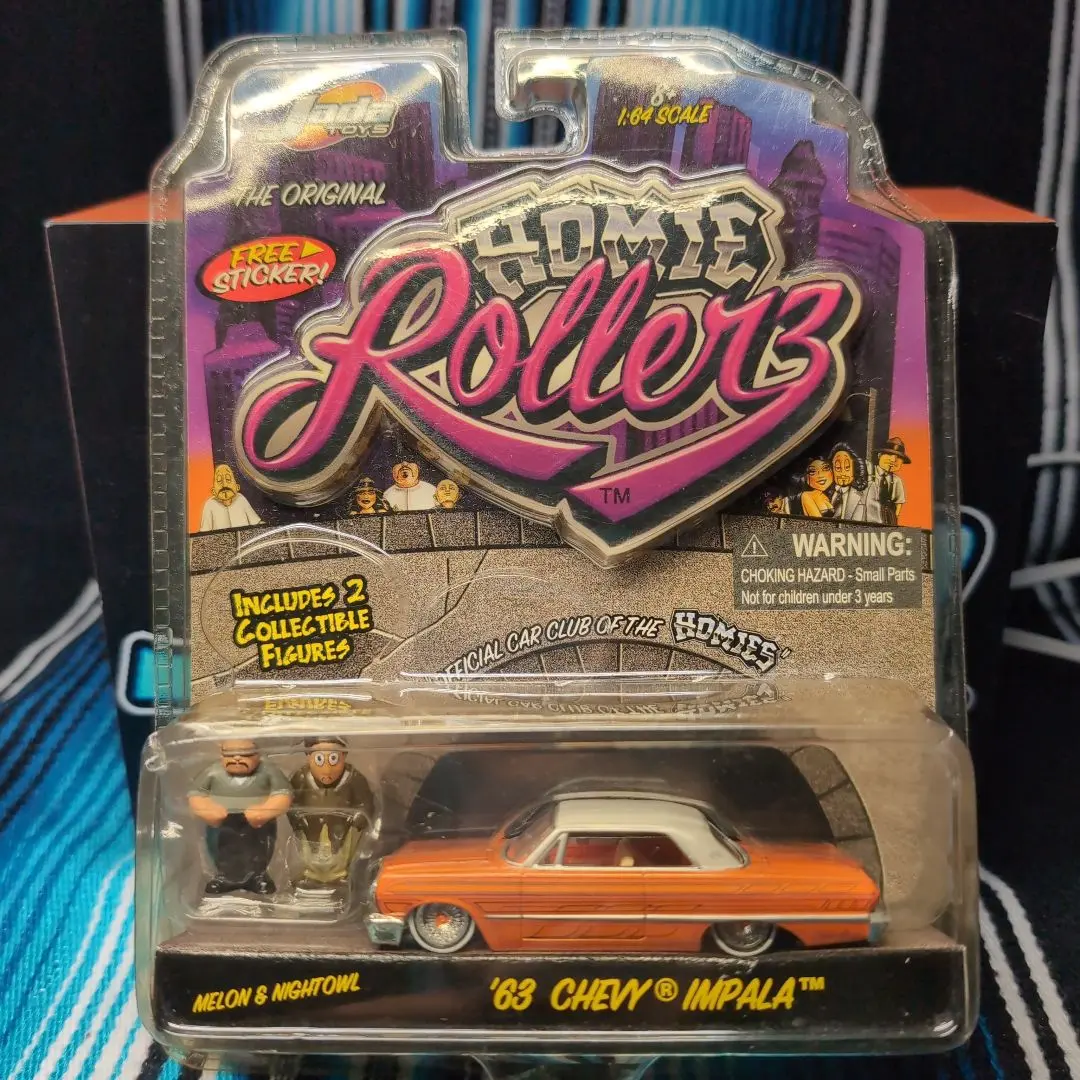 Jada
TOYS
8+
1:64 SCALE
THE ORIGINAL
FREE
STICKER!
HOMIE
Rollerz
TM
WARNING:
CHOKING HAZARD - Small Parts
Not for children under 3 years
INCLUDES 2
COLLECTIBLE
FIGURES
OFFICIAL CAR CLUB OF THE HOMIES"
MELON & NIGHTOWL
'63 CHEVY® IMPALA™